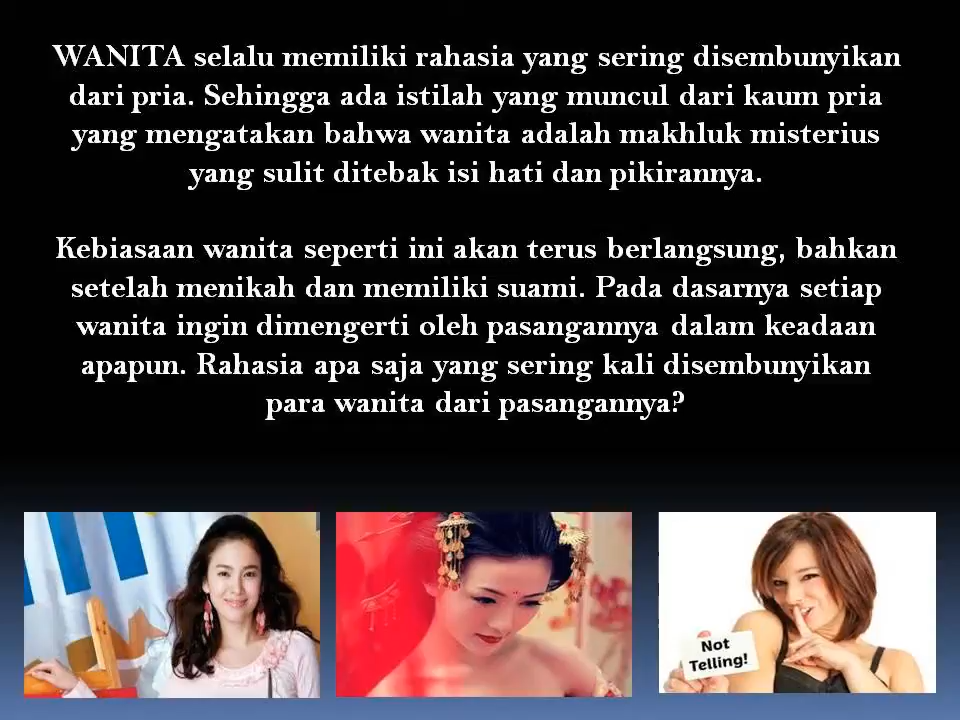 WANITA selalu memiliki rahasia yang sering disembunyikan
dari pria. Sehingga ada istilah yang muncul dari kaum pria
yang mengatakan bahwa wanita adalah makhluk misterius
yang sulit ditebak isi hati dan pikirannya.
Kebiasaan wanita seperti ini akan terus berlangsung, bahkan
setelah menikah dan memiliki suami. Pada dasarnya setiap
wanita ingin dimengerti oleh pasangannya dalam keadaan
apapun. Rahasia apa saja yang sering kali disembunyikan
para wanita dari pasangannya?
Not
Telling!